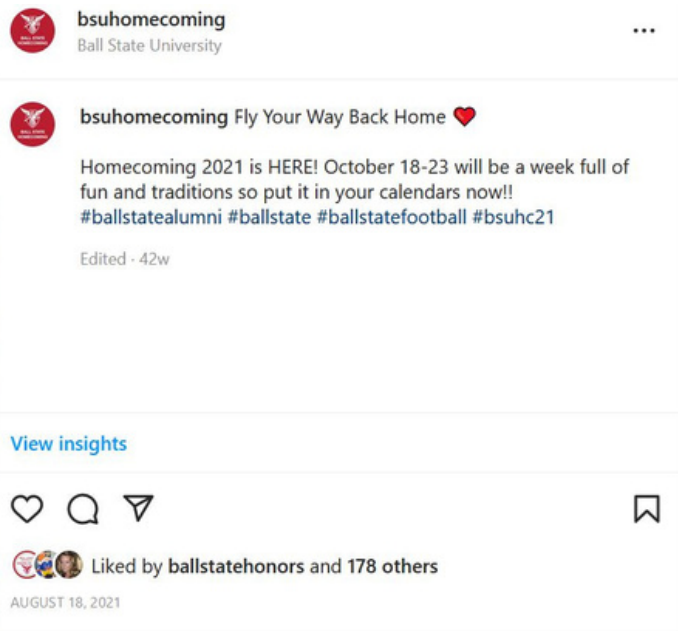 bsuhomecoming
Ball State University
bsuhomecoming Fly Your Way Back Home ❤️
Homecoming 2021 is HERE! October 18-23 will be a week full of
fun and traditions so put it in your calendars now!!
#ballstatealumni #ballstate #ballstatefootball #bsuhc21
Edited · 42w
View insights
Liked by ballstatehonors and 178 others
AUGUST 18, 2021